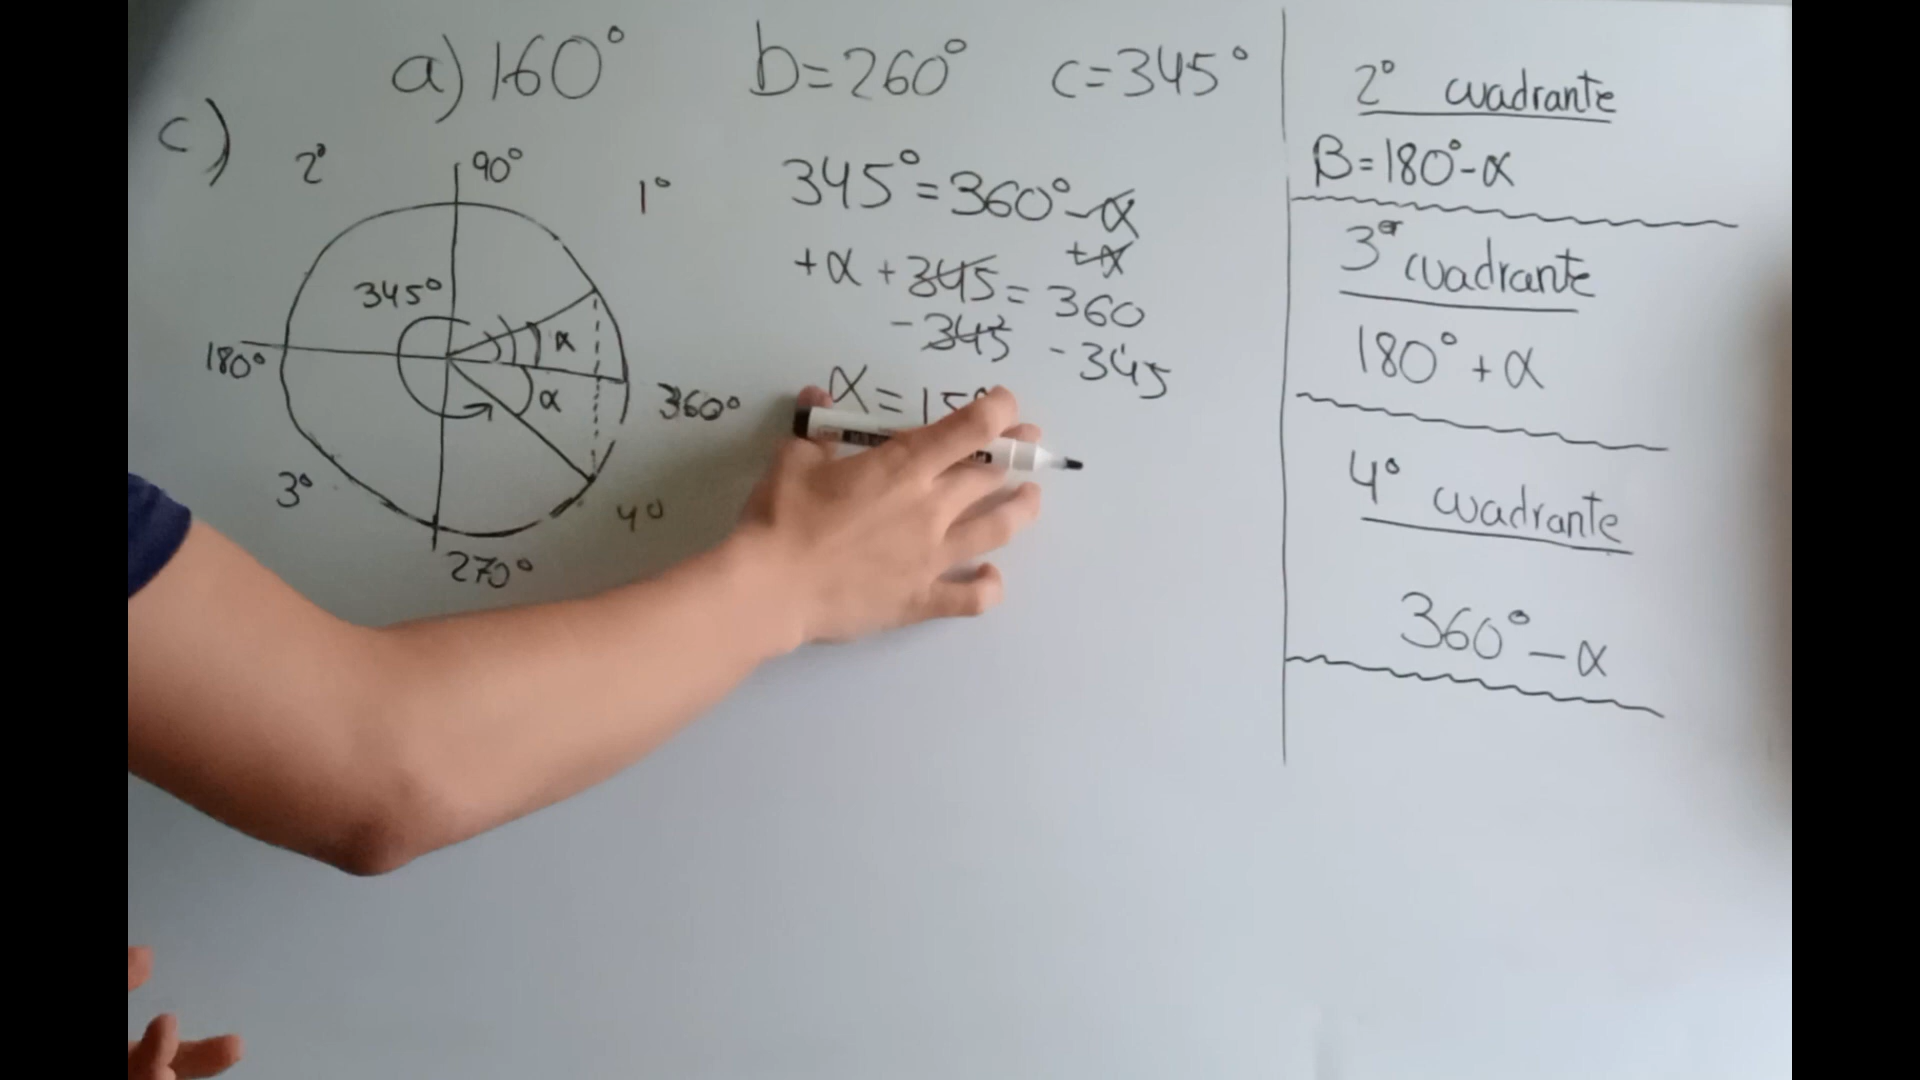 a) 160° b=260° c=345°
c)
2° 90° 1°
345° α
180° α 360°
3° 4°
270°
345°=360°-α
+α
+α+345=360
-345 -345
α=15°
2° cuadrante
β=180°-α
3er cuadrante
180°+α
4° cuadrante
360°-α